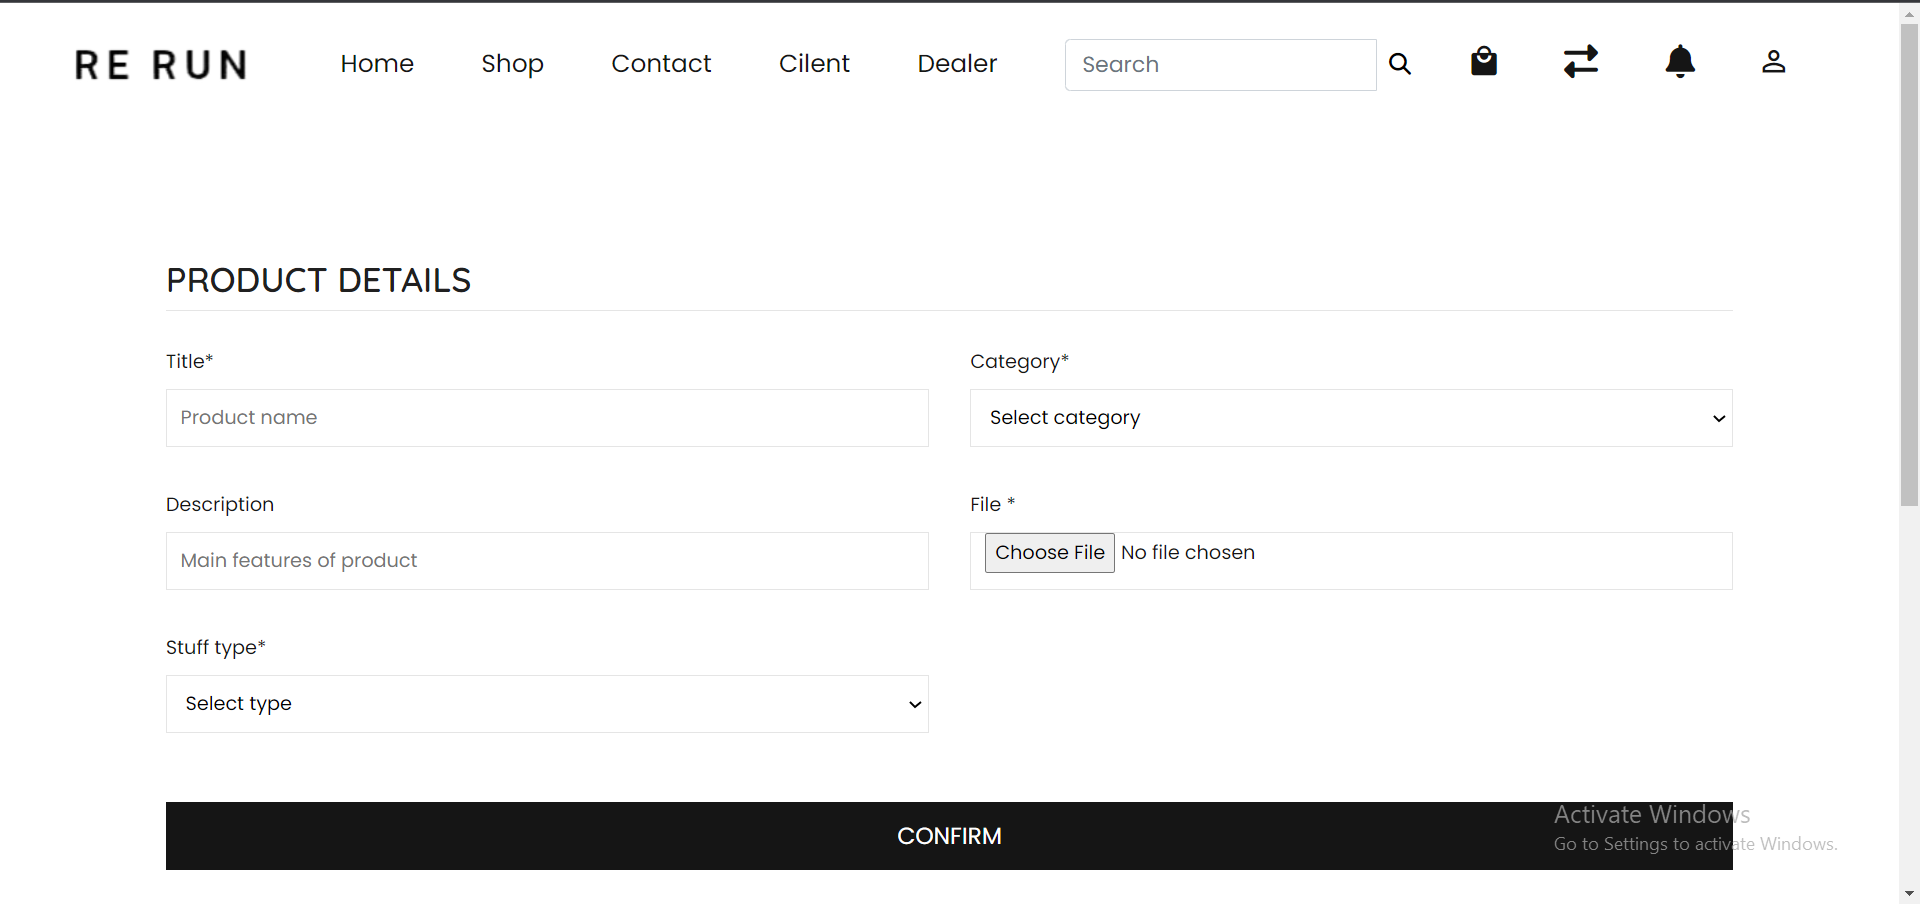 RE RUN Home Shop Contact Cilent Dealer Search
PRODUCT DETAILS
Title* Category*
Product name Select category
Description File *
Main features of product Choose File No file chosen
Stuff type*
Select type
CONFIRM
Activate Windows
Go to Settings to activate Windows.